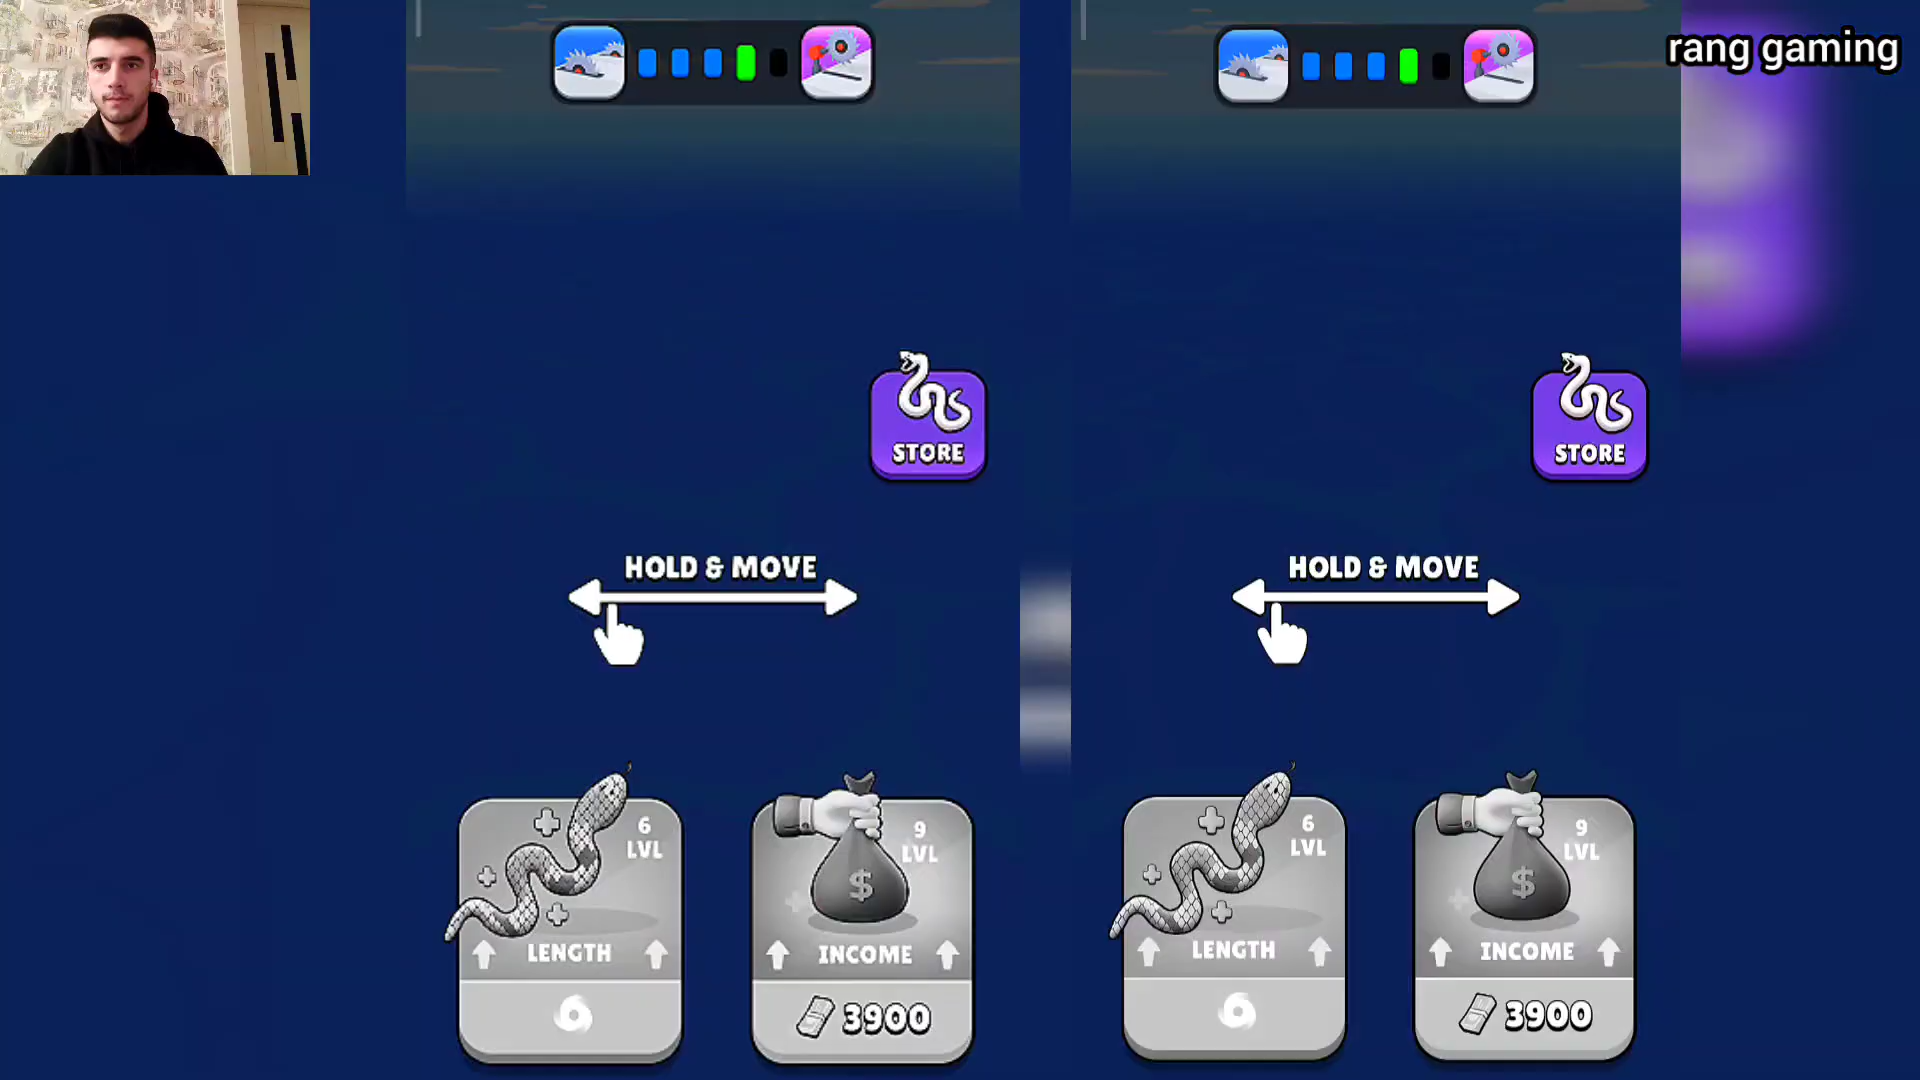 rang gaming
STORE
HOLD & MOVE
6
LVL
LENGTH
9
LVL
$
INCOME
3900
STORE
HOLD & MOVE
6
LVL
LENGTH
9
LVL
$
INCOME
3900